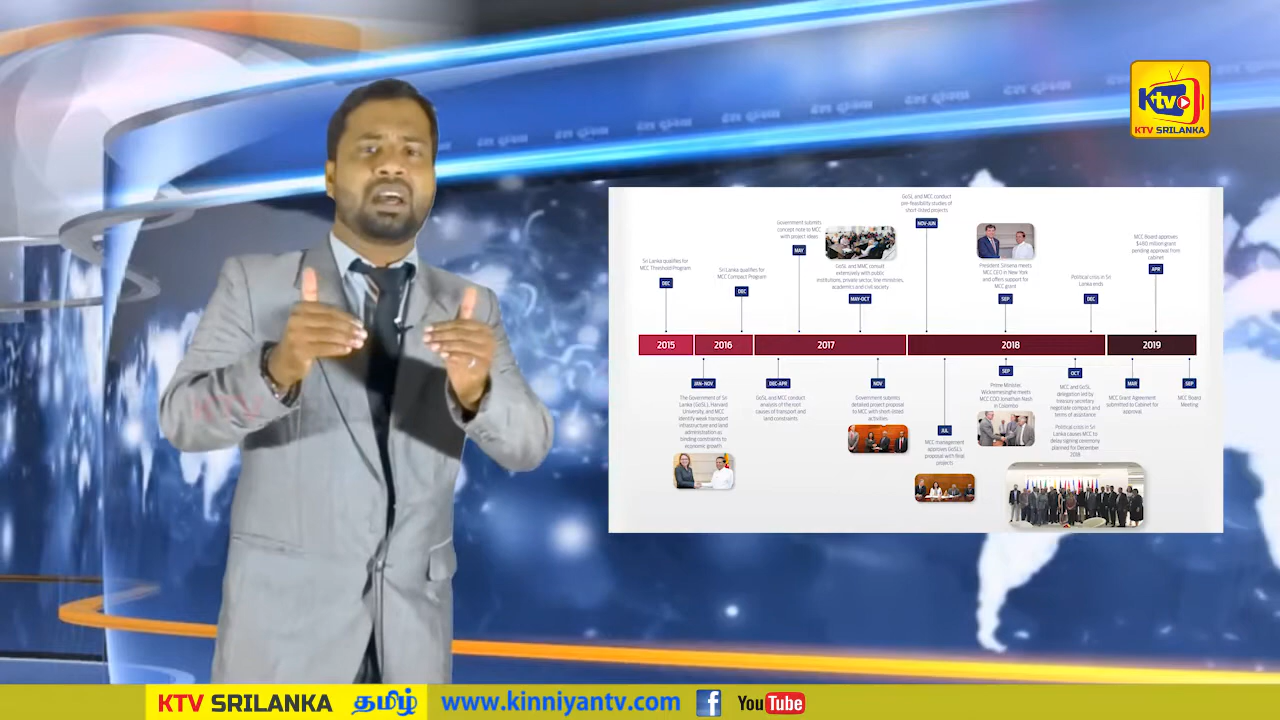 Ktv
KTV SRILANKA
GoSL and MCC conduct
pre-feasibility studies of
short-listed projects
NOV-JUN
Government submits
concept note to MCC
with project ideas
MAY
Sri Lanka qualifies for
MCC Threshold Program
DEC
Sri Lanka qualifies for
MCC Compact Program
DEC
GoSL and MMC consult
extensively with public
institutions, private sector, line ministries,
academics and civil society
MAY-OCT
President Sirisena meets
MCC CEO in New York
and offers support for
MCC grant
SEP
Political crisis in Sri
Lanka ends
DEC
MCC Board approves
$480 million grant
pending approval from
cabinet
APR
2015
2016
2017
2018
2019
JAN-NOV
The Government of Sri
Lanka (GoSL), Harvard
University, and MCC
identify weak transport
infrastructure and land
administration as
binding constraints to
economic growth
DEC-APR
GoSL and MCC conduct
analysis of the root
causes of transport and
land constraints
NOV
Government submits
detailed project proposal
to MCC with short-listed
activities
JUL
MCC management
approves GoSL's
proposal with final
projects
SEP
Prime Minister
Wickremesinghe meets
MCC COO Jonathan Nash
in Colombo
OCT
MCC and GoSL
delegation led by
treasury secretary
negotiate compact and
terms of assistance
Political crisis in Sri
Lanka causes MCC to
delay signing ceremony
planned for December
2018
MAR
MCC Grant Agreement
submitted to Cabinet for
approval
SEP
MCC Board
Meeting
KTV
KTV SRILANKA தமிழ் www.kinniyantv.com f YouTube